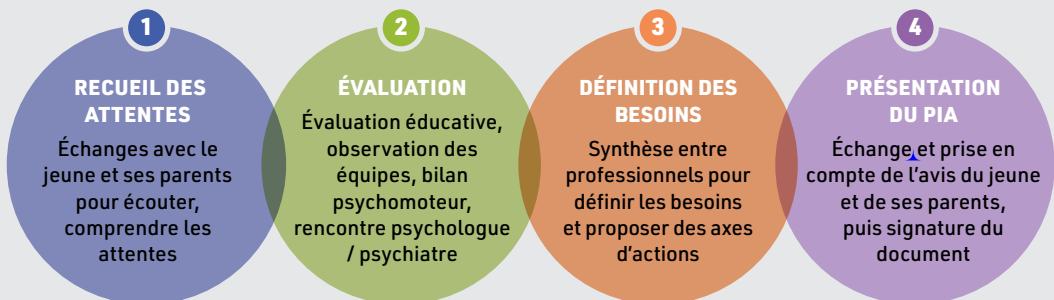 1
RECUEIL DES
ATTENTES
Échanges avec le
jeune et ses parents
pour écouter,
comprendre les
attentes
2
ÉVALUATION
Évaluation éducative,
observation des
équipes, bilan
psychomoteur,
rencontre psychologue
/ psychiatre
3
DÉFINITION DES
BESOINS
Synthèse entre
professionnels pour
définir les besoins
et proposer des axes
d'actions
4
PRÉSENTATION
DU PIA
Échange et prise en
compte de l'avis du jeune
et de ses parents,
puis signature du
document